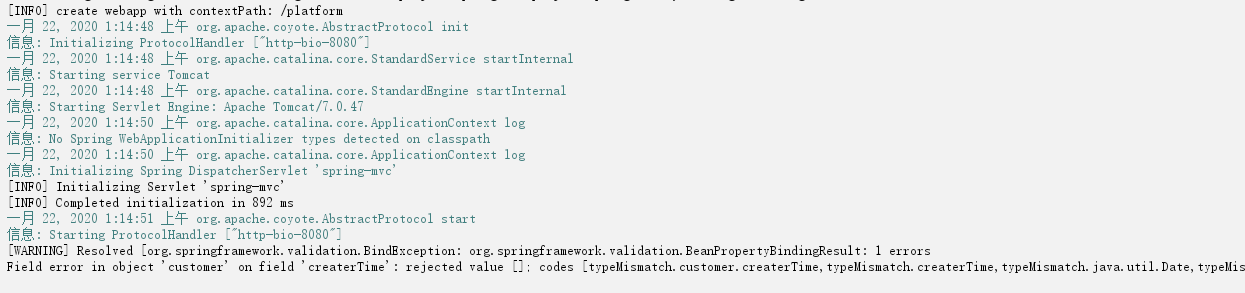 [INFO] create webapp with contextPath: /platform
一月 22, 2020 1:14:48 上午 org.apache.coyote.AbstractProtocol init
信息: Initializing ProtocolHandler ["http-bio-8080"]
一月 22, 2020 1:14:48 上午 org.apache.catalina.core.StandardService startInternal
信息: Starting service Tomcat
一月 22, 2020 1:14:48 上午 org.apache.catalina.core.StandardEngine startInternal
信息: Starting Servlet Engine: Apache Tomcat/7.0.47
一月 22, 2020 1:14:50 上午 org.apache.catalina.core.ApplicationContext log
信息: No Spring WebApplicationInitializer types detected on classpath
一月 22, 2020 1:14:50 上午 org.apache.catalina.core.ApplicationContext log
信息: Initializing Spring DispatcherServlet 'spring-mvc'
[INFO] Initializing Servlet 'spring-mvc'
[INFO] Completed initialization in 892 ms
一月 22, 2020 1:14:51 上午 org.apache.coyote.AbstractProtocol start
信息: Starting ProtocolHandler ["http-bio-8080"]
[WARNING] Resolved [org.springframework.validation.BindException: org.springframework.validation.BeanPropertyBindingResult: 1 errors
Field error in object 'customer' on field 'createrTime': rejected value []; codes [typeMismatch.customer.createrTime,typeMismatch.createrTime,typeMismatch.java.util.Date,typeMis